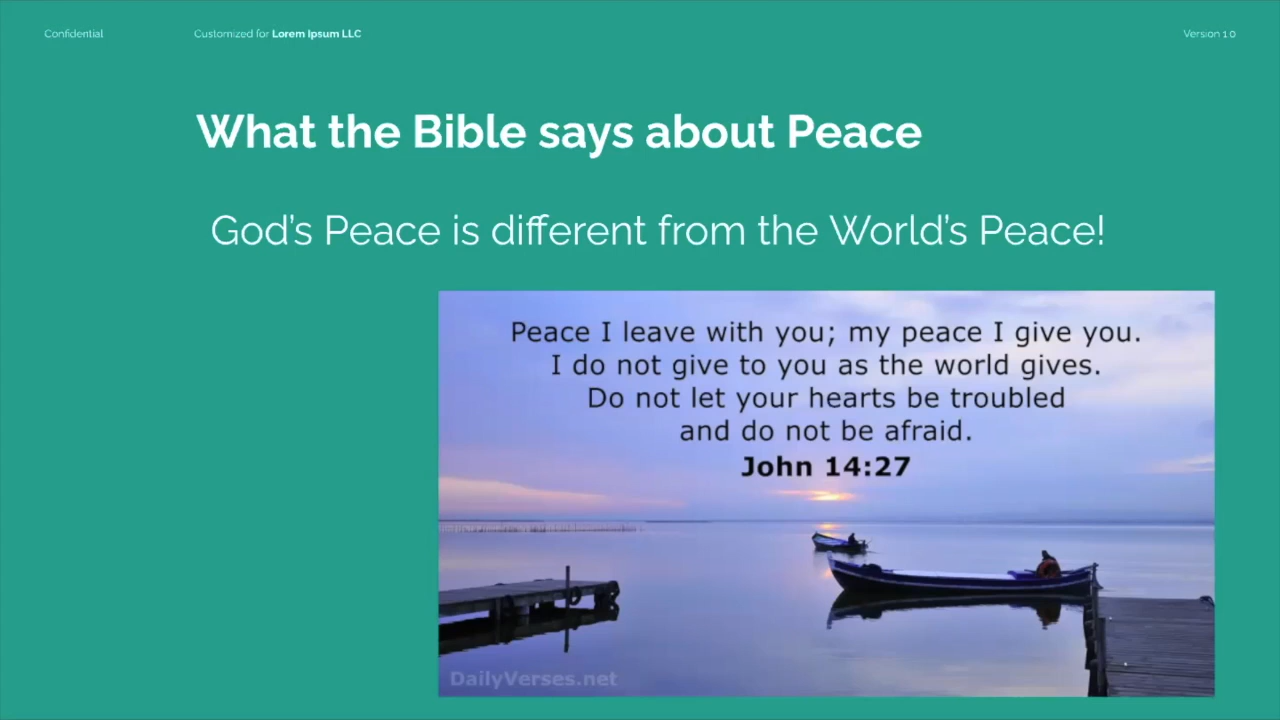 Confidential
Customized for Lorem Ipsum LLC
Version 1.0
What the Bible says about Peace
God's Peace is different from the World's Peace!
Peace I leave with you; my peace I give you.
I do not give to you as the world gives.
Do not let your hearts be troubled
and do not be afraid.
John 14:27
DailyVerses.net